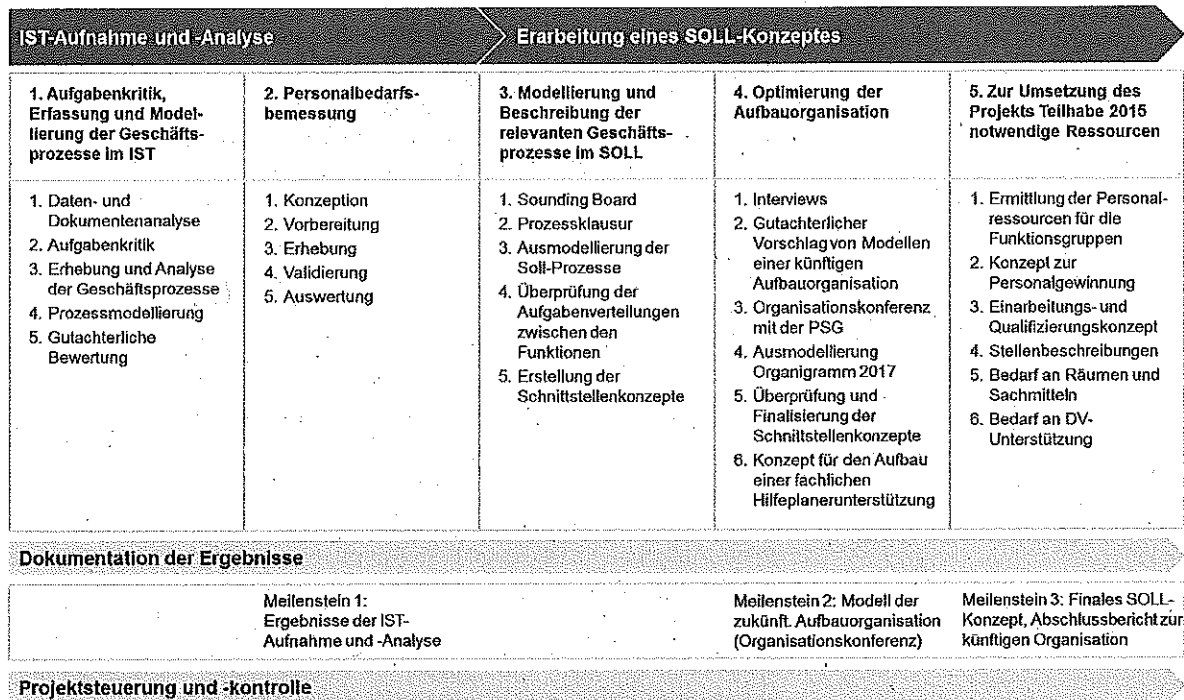 IST-Aufnahme und -Analyse
Erarbeitung eines SOLL-Konzeptes
1. Aufgabenkritik,
Erfassung und Model-
lierung der Geschäfts-
prozesse im IST
1. Daten- und
Dokumentenanalyse
2. Aufgabenkritik
3. Erhebung und Analyse
der Geschäftsprozesse
4. Prozessmodellierung
5. Gutachterliche
Bewertung
2. Personalbedarfs-
bemessung
1. Konzeption
2. Vorbereitung
3. Erhebung
4. Validierung
5. Auswertung
3. Modellierung und
Beschreibung der
relevanten Geschäfts-
prozesse im SOLL
1. Sounding Board
2. Prozessklausur
3. Ausmodellierung der
Soll-Prozesse
4. Überprüfung der
Aufgabenverteilungen
zwischen den
Funktionen
5. Erstellung der
Schnittstellenkonzepte
4. Optimierung der
Aufbauorganisation
1. Interviews
2. Gutachterlicher
Vorschlag von Modellen
einer künftigen
Aufbauorganisation
3. Organisationskonferenz
mit der PSG
4. Ausmodellierung
Organigramm 2017
5. Überprüfung und
Finalisierung der
Schnittstellenkonzepte
6. Konzept für den Aufbau
einer fachlichen
Hilfeplanerunterstützung
5. Zur Umsetzung des
Projekts Teilhabe 2015
notwendige Ressourcen
1. Ermittlung der Personal-
ressourcen für die
Funktionsgruppen
2. Konzept zur
Personalgewinnung
3. Einarbeitungs- und
Qualifizierungskonzept
4. Stellenbeschreibungen
5. Bedarf an Räumen und
Sachmitteln
6. Bedarf an DV-
Unterstützung
Dokumentation der Ergebnisse
Meilenstein 1:
Ergebnisse der IST-
Aufnahme und -Analyse
Meilenstein 2: Modell der
zukünft. Aufbauorganisation
(Organisationskonferenz)
Meilenstein 3: Finales SOLL-
Konzept, Abschlussbericht zur
künftigen Organisation
Projektsteuerung und -kontrolle